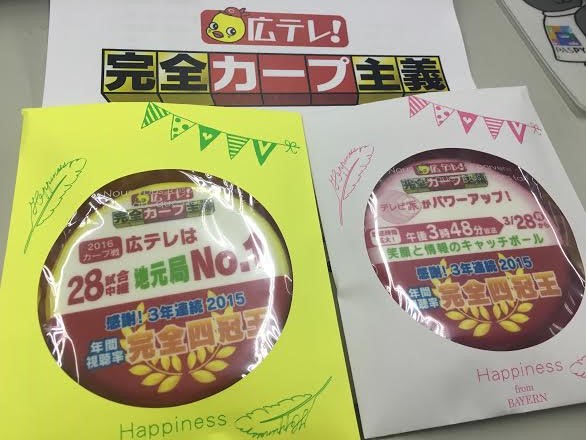 広テレ!
完全カープ主義
PASPY
Happiness
広テレ!
完全カープ主義
2016
カープ戦
広テレは
28試合
中継
地元局No.1
感謝!3年連続2015
年間
視聴率
完全四冠王
Happiness
広テレ!
完全カープ主義
テレビ派がパワーアップ!
午後3時48分放送
3/28
笑顔と情報のキャッチボール
感謝!3年連続2015
年間
視聴率
完全四冠王
Happiness
from
BAYERN